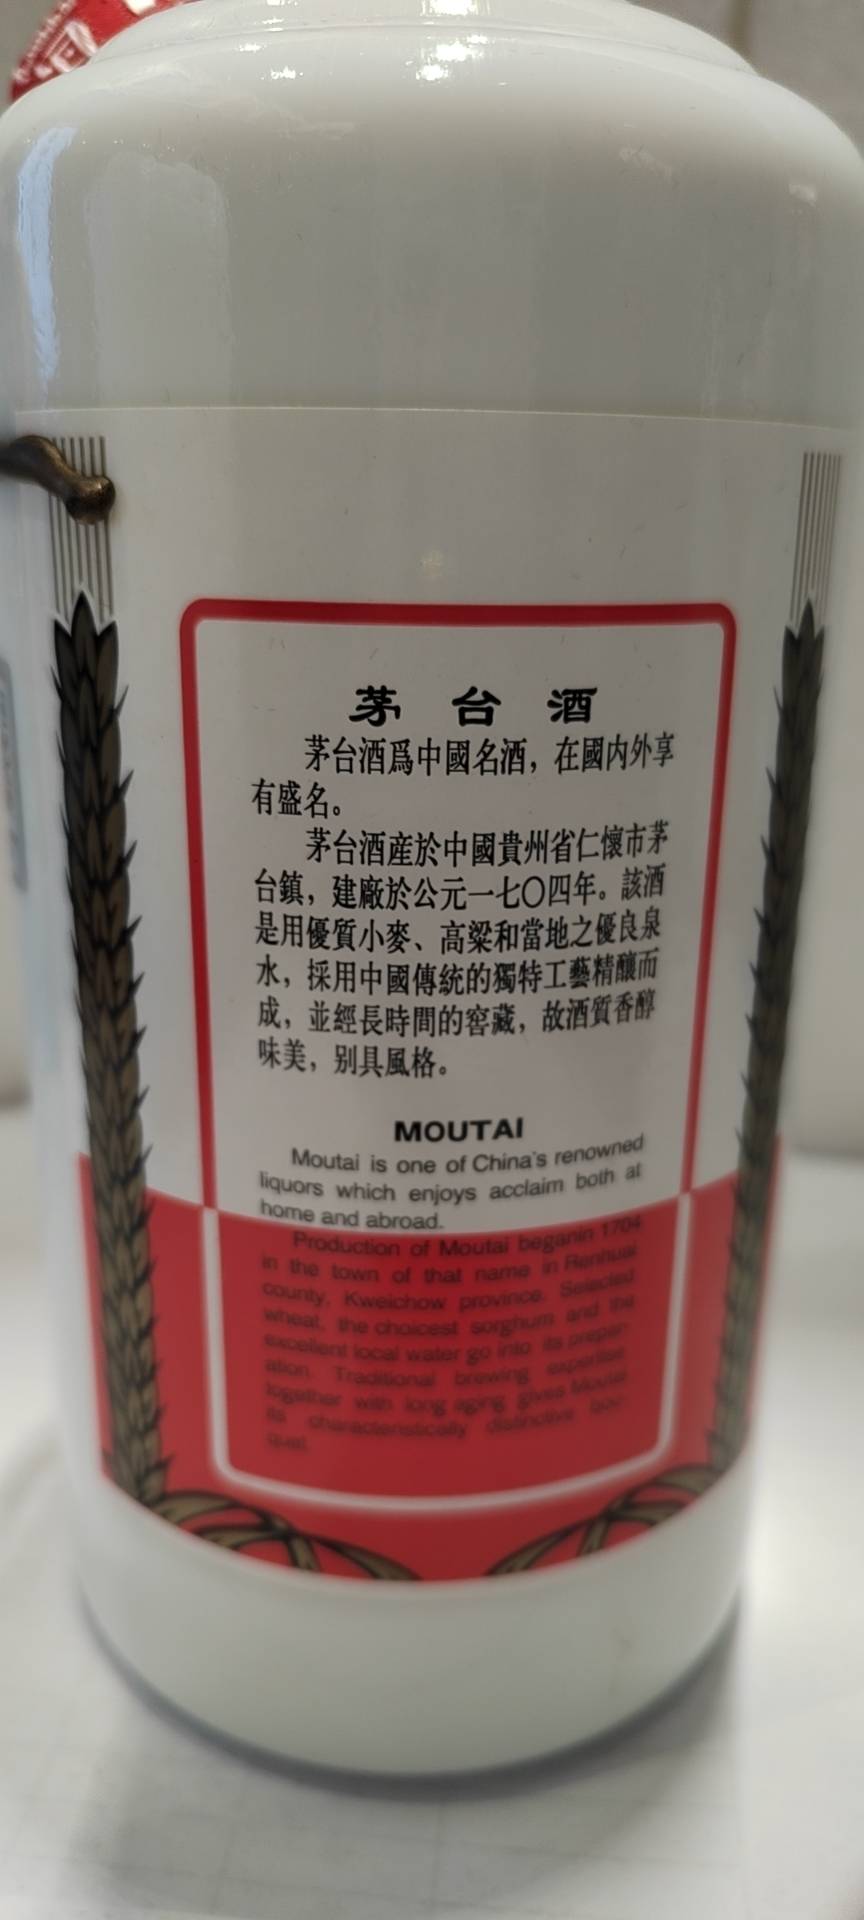 茅台酒
茅台酒爲中國名酒，在國内外享
有盛名。
茅台酒産於中國貴州省仁懷市茅
台鎮，建廠於公元一七〇四年。該酒
是用優質小麥、高粱和當地之優良泉
水，採用中國傳統的獨特工藝精釀而
成，並經長時間的窖藏，故酒質香醇
味美，别具風格。
MOUTAI
Moutai is one of China's renowned
liquors which enjoys acclaim both at
home and abroad.
Production of Moutai beganin 1704
in the town of that name in Renhuai
county, Kweichow province. Selected
wheat, the choicest sorghum and the
excellent local water go into its prepar-
ation. Traditional brewing expertise
together with long aging gives Moutai
its characteristically distinctive bou-
quet.